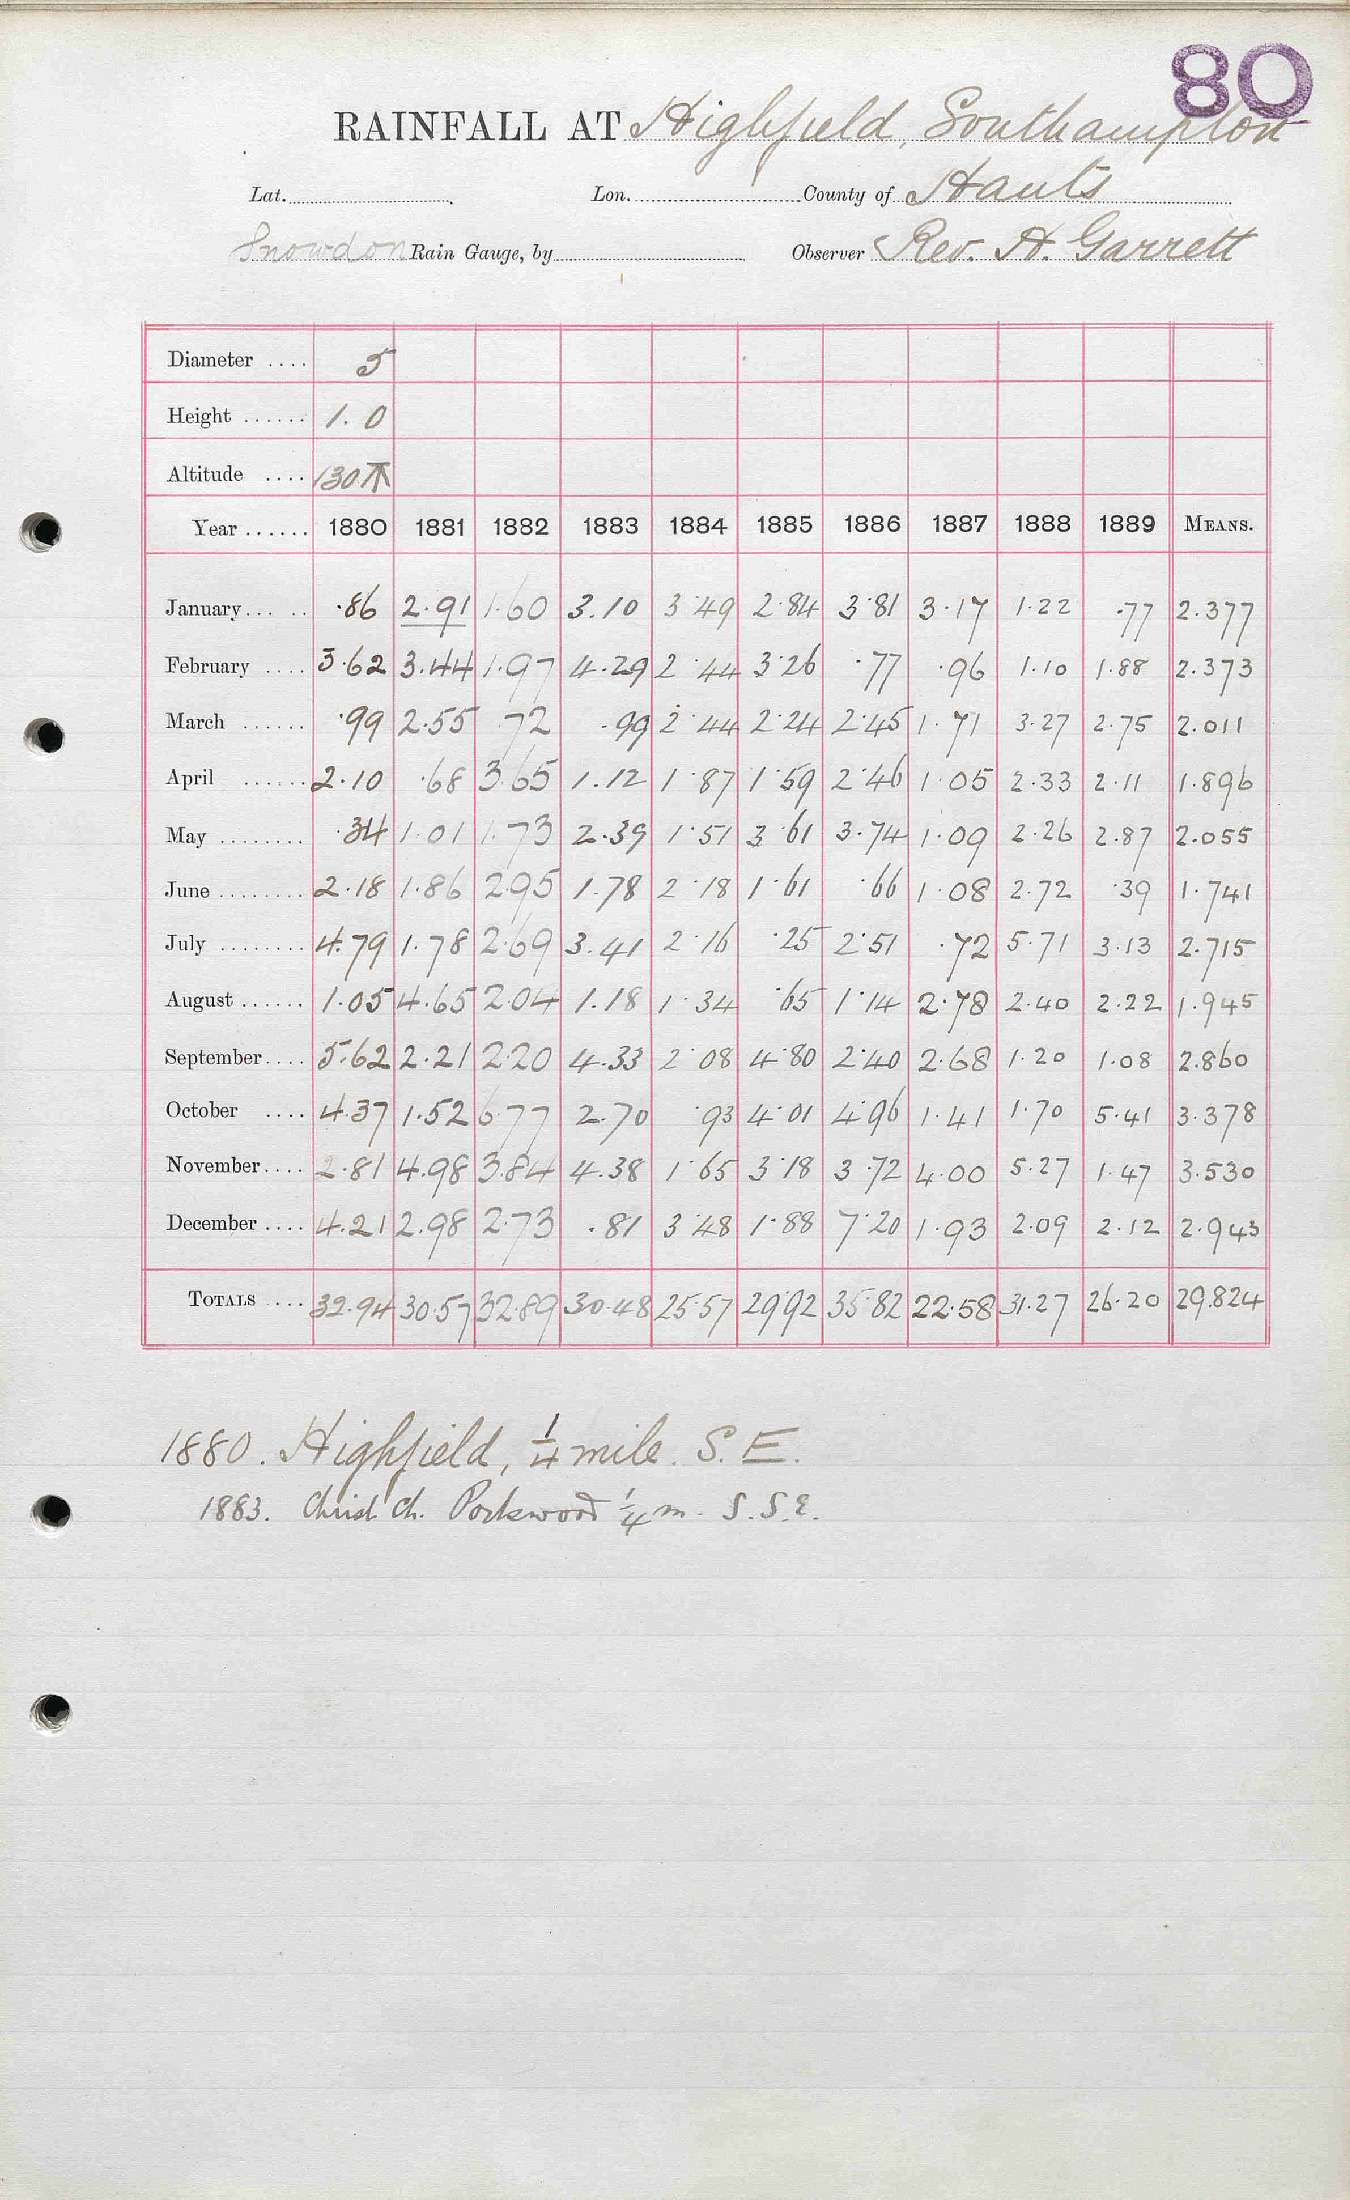 80
RAINFALL AT Highfield, Southampton
Lat. Lon. County of Hants
Snowdon Rain Gauge, by Observer Rev. H. Garrett
Diameter .... 5
Height ...... 1.0
Altitude .... 130
Year ...... 1880 1881 1882 1883 1884 1885 1886 1887 1888 1889 MEANS.
January... .. ·86 2.91 1.60 3.10 3·49 2·84 3·81 3·17 1·22 ·77 2.377
February .... 3·62 3.44 1.97 4.29 2·44 3·26 ·77 ·96 1·10 1·88 2.373
March ...... ·99 2.55 72 .99 2·44 2·24 2·45 1.71 3·27 2·75 2.011
April ...... 2.10 ·68 3.65 1.12 1·87 1·59 2·46 1·05 2·33 2·11 1.896
May ........ ·34 1.01 1.73 2.39 1·51 3·61 3.74 1·09 2·26 2.87 2.055
June ........ 2.18 1.86 2.95 1.78 2·18 1·61 ·66 1·08 2.72 ·39 1.741
July ........ 4.79 1.78 2.69 3.41 2·16 ·25 2·51 ·72 5.71 3·13 2.715
August ...... 1.05 4.65 2.04 1.18 1·34 ·65 1·14 2.78 2·40 2·22 1.945
September.... 5.62 2.21 2.20 4.33 2·08 4·80 2·40 2.68 1·20 1·08 2.860
October .... 4.37 1.52 6.77 2.70 ·93 4·01 4·96 1·41 1·70 5·41 3.378
November.... 2.81 4.98 3.84 4.38 1·65 3·18 3·72 4.00 5·27 1·47 3.530
December .... 4.21 2.98 2.73 .81 3·48 1·88 7·20 1·93 2.09 2·12 2.943
TOTALS .... 32.94 30.57 32.89 30.48 25·57 29·92 35·82 22.58 31.27 26·20 29.824
1880. Highfield, 1/4 mile. S. E.
1883. Christ Ch. Portswood 1/4 m. S.S.E.